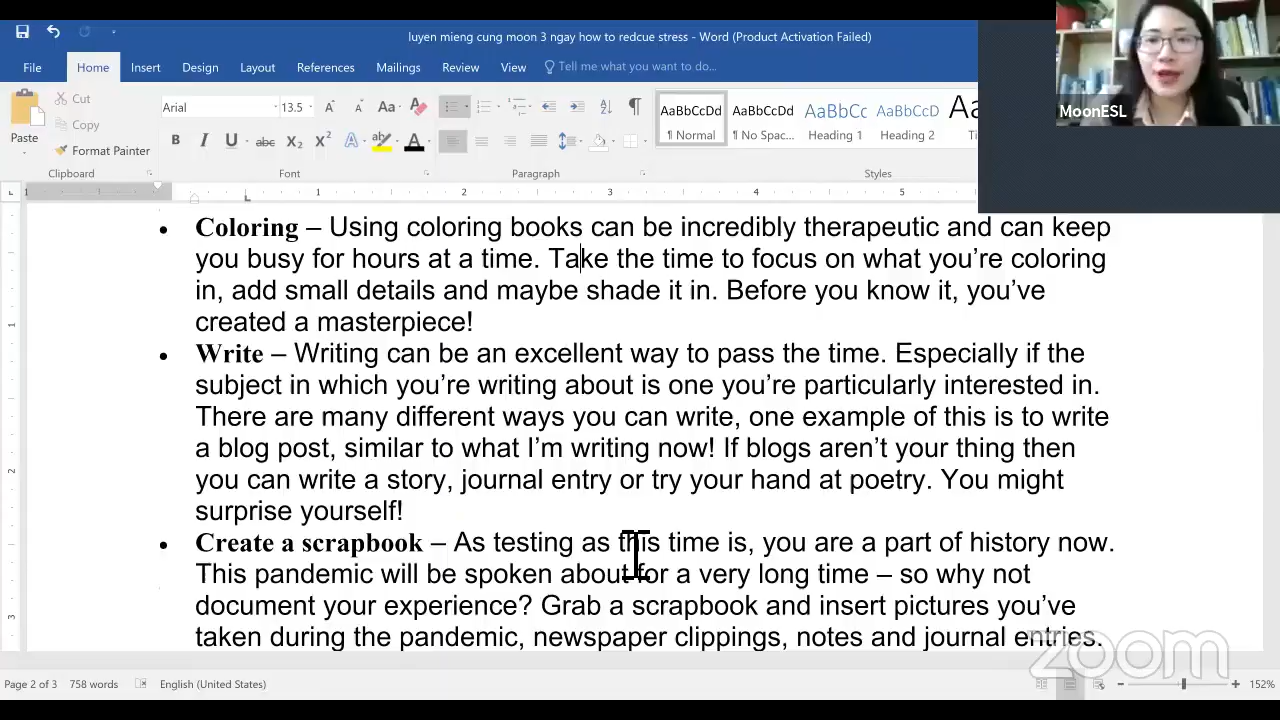 luyen mieng cung moon 3 ngay how to redcue stress - Word (Product Activation Failed)
File Home Insert Design Layout References Mailings Review View Tell me what you want to do...
MoonESL
Paste
Cut
Copy
Format Painter
Clipboard
Arial 13.5
Font
Paragraph
AaBbCcDd AaBbCcDd AaBbCc AaBbCcD
¶ Normal ¶ No Spac... Heading 1 Heading 2
Styles
1 1 2 3 4 5
• Coloring – Using coloring books can be incredibly therapeutic and can keep
you busy for hours at a time. Take the time to focus on what you’re coloring
in, add small details and maybe shade it in. Before you know it, you’ve
created a masterpiece!
• Write – Writing can be an excellent way to pass the time. Especially if the
subject in which you’re writing about is one you’re particularly interested in.
There are many different ways you can write, one example of this is to write
a blog post, similar to what I’m writing now! If blogs aren’t your thing then
you can write a story, journal entry or try your hand at poetry. You might
surprise yourself!
• Create a scrapbook – As testing as this time is, you are a part of history now.
This pandemic will be spoken about for a very long time – so why not
document your experience? Grab a scrapbook and insert pictures you’ve
taken during the pandemic, newspaper clippings, notes and journal entries.
zoom
Page 2 of 3 758 words English (United States) 152%